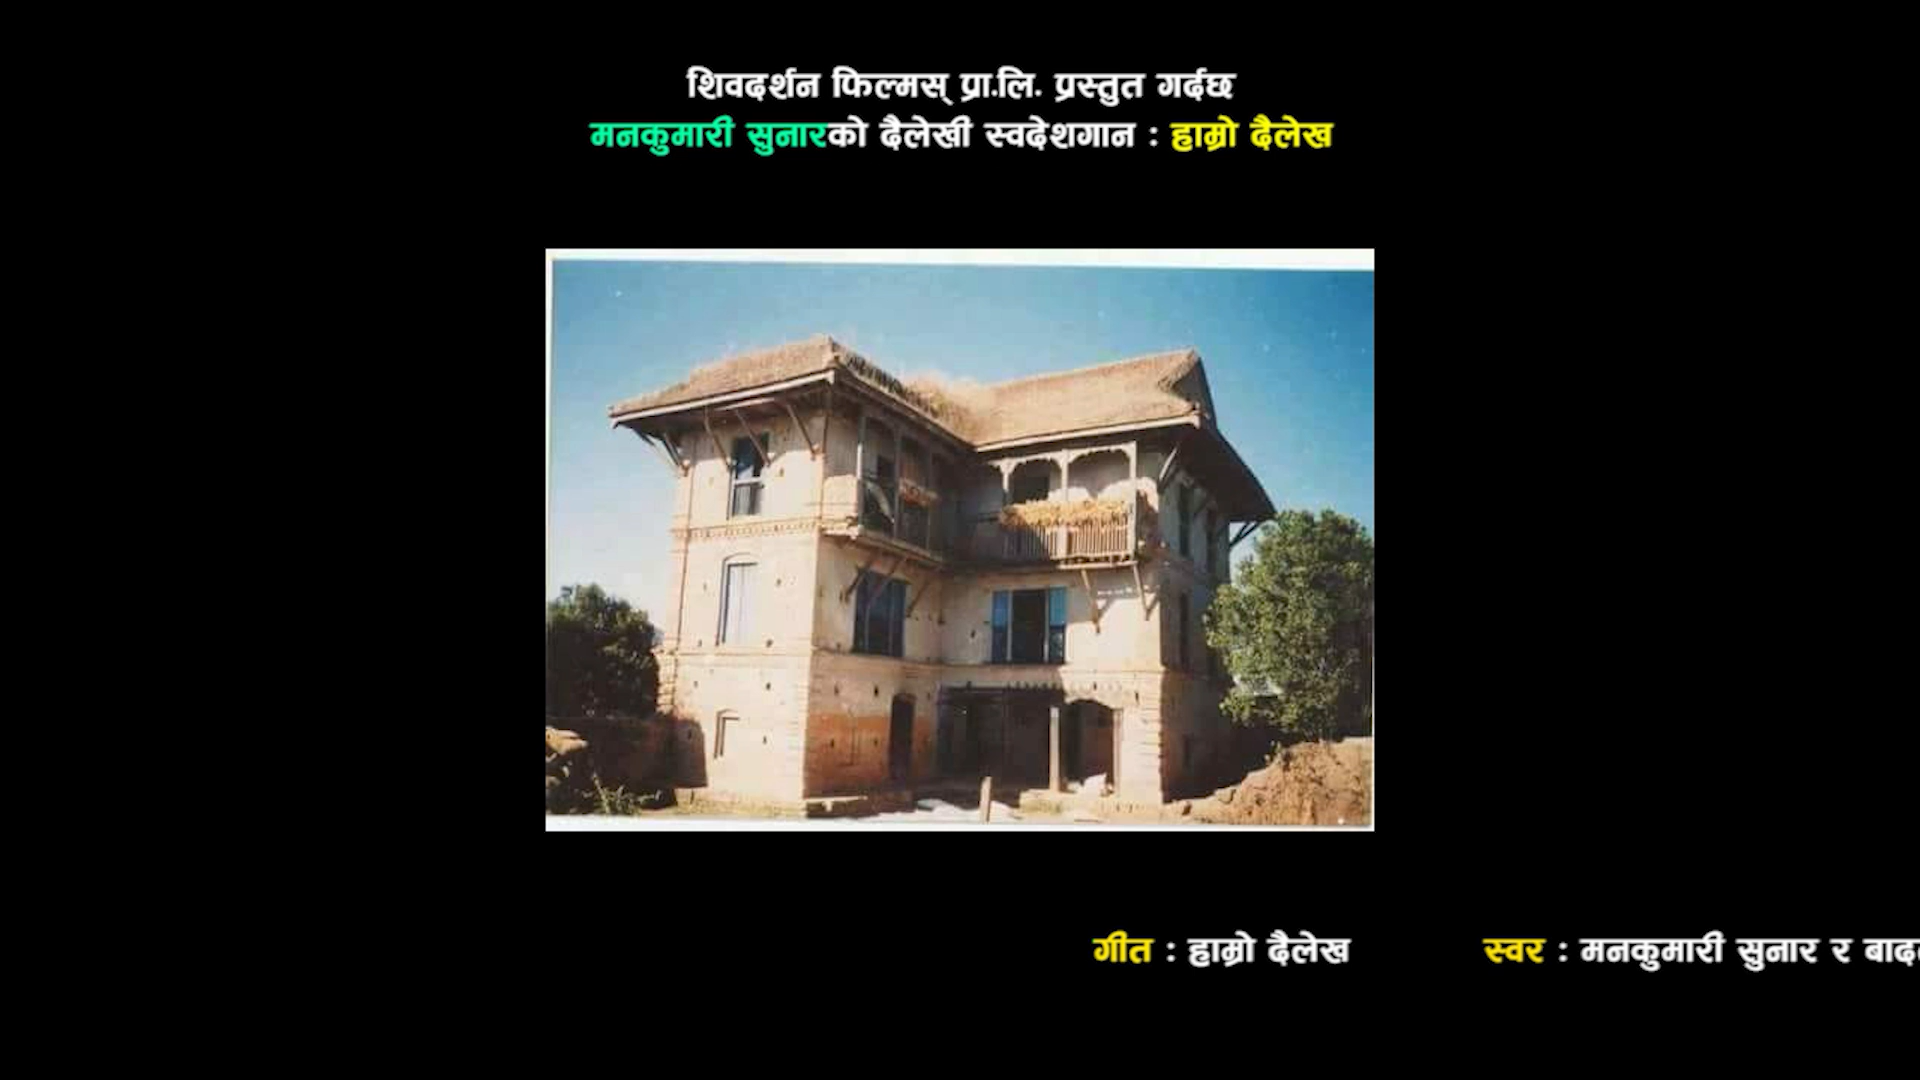 शिवदर्शन फिल्मस् प्रा.लि. प्रस्तुत गर्दछ
मनकुमारी सुनारको दैलेखी स्वदेशगान : हाम्रो दैलेख
गीत : हाम्रो दैलेख स्वर : मनकुमारी सुनार र